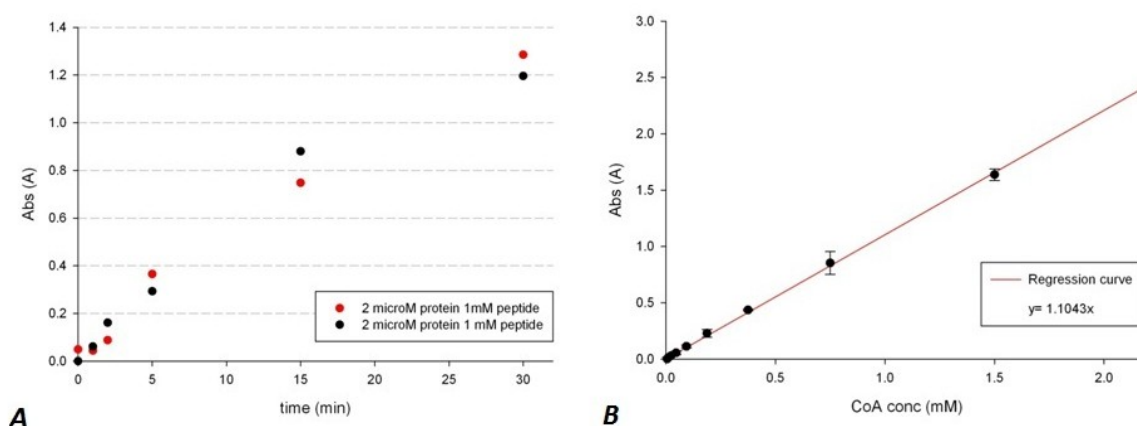 1.4
1.2
1.0
0.8
0.6
0.4
0.2
0.0
Abs (A)
0
5
10
15
20
25
30
time (min)
2 microM protein 1mM peptide
2 microM protein 1 mM peptide
A
3.0
2.5
2.0
1.5
1.0
0.5
0.0
Abs (A)
0.0
0.5
1.0
1.5
2.0
CoA conc (mM)
Regression curve
y= 1.1043x
B